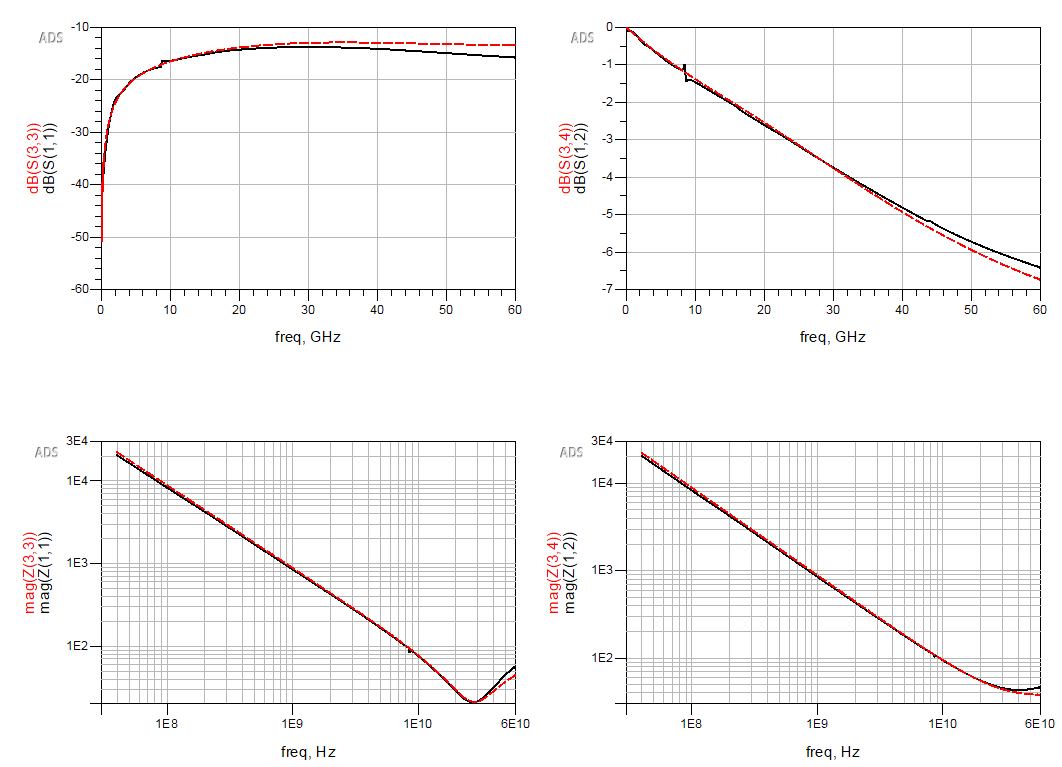 ADS
dB(S(3,3))
dB(S(1,1))
-10
-20
-30
-40
-50
-60
0
10
20
30
40
50
60
freq, GHz
ADS
dB(S(3,4))
dB(S(1,2))
0
-1
-2
-3
-4
-5
-6
-7
0
10
20
30
40
50
60
freq, GHz
ADS
mag(Z(3,3))
mag(Z(1,1))
3E4
1E4
1E3
1E2
1E8
1E9
1E10
6E10
freq, Hz
ADS
mag(Z(3,4))
mag(Z(1,2))
3E4
1E4
1E3
1E2
1E8
1E9
1E10
6E10
freq, Hz